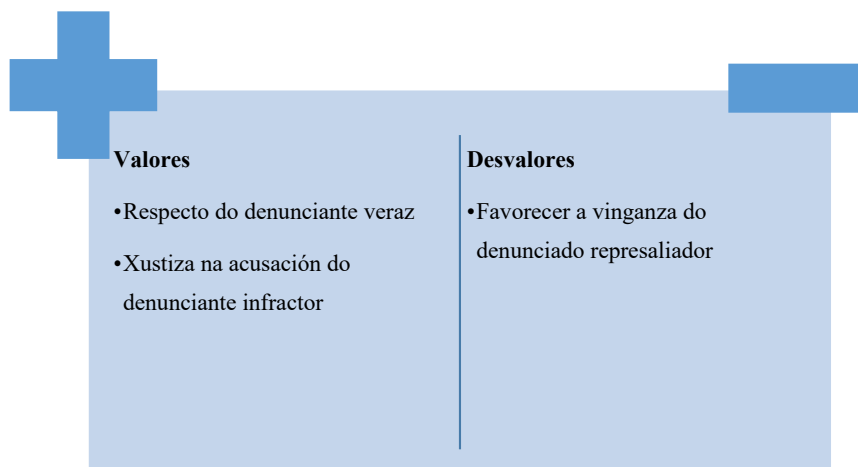 Valores
•Respecto do denunciante veraz
•Xustiza na acusación do
denunciante infractor
Desvalores
•Favorecer a vinganza do
denunciado represaliador